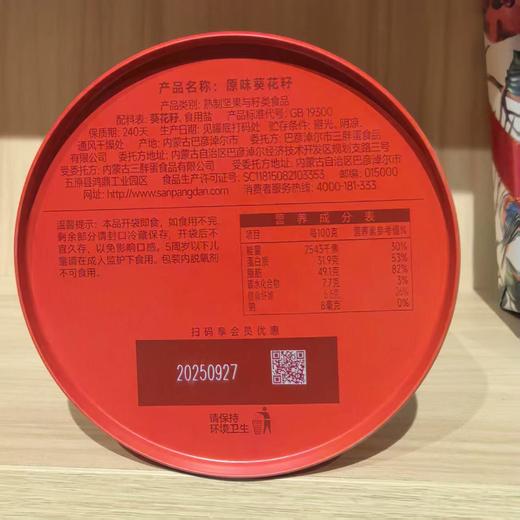 产品名称：原味葵花籽
产品类别：熟制坚果与籽类食品
配料表：葵花籽、食用盐 产品标准代号：GB 19300
保质期：240天 生产日期：见罐底打码处 贮存条件：避光、阴凉、
通风干燥处 产地：内蒙古巴彦淖尔市 委托方：巴彦淖尔市三胖蛋食品
有限公司 委托方地址：内蒙古自治区巴彦淖尔经济技术开发区规划支路三号
受委托方：内蒙古三胖蛋食品有限公司 受委托方地址：内蒙古自治区巴彦淖尔市
五原县鸿鼎工业园区 食品生产许可证号：SC11815082103353 邮编：015000
网址：http://www.sanpangdan.com 消费者服务热线：4000-181-333
温馨提示：本品开袋即食，如食用不完，
剩余部分请封口冷藏保存，开袋后不
宜久存，以免影响口感。5周岁以下儿
童请在成人监护下食用。包装内脱氧剂
不可食用
营养成分表
项目 每100克 营养素参考值%
能量 2543千焦 30%
蛋白质 31.9克 53%
脂肪 49.1克 82%
碳水化合物 7.7克 3%
膳食纤维 6.5克 26%
钠 8毫克 0%
扫码享会员优惠
20250927
请保持
环境卫生